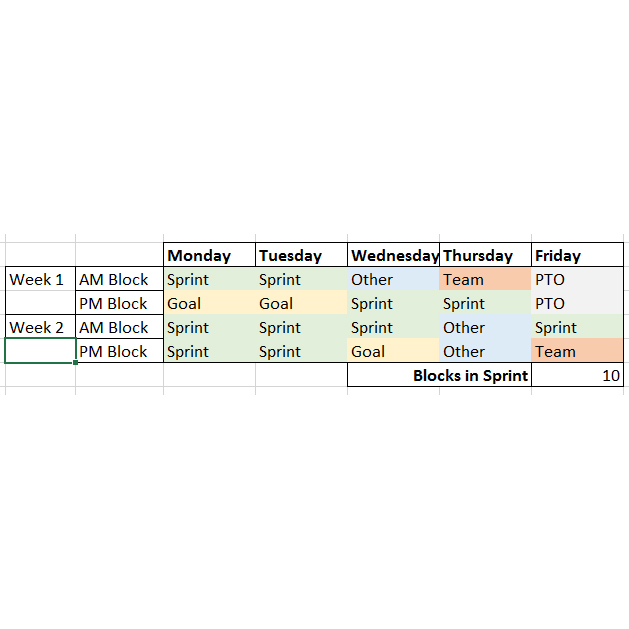 Monday Tuesday Wednesday Thursday Friday
Week 1 AM Block Sprint Sprint Other Team PTO
PM Block Goal Goal Sprint Sprint PTO
Week 2 AM Block Sprint Sprint Sprint Other Sprint
PM Block Sprint Sprint Goal Other Team
Blocks in Sprint 10